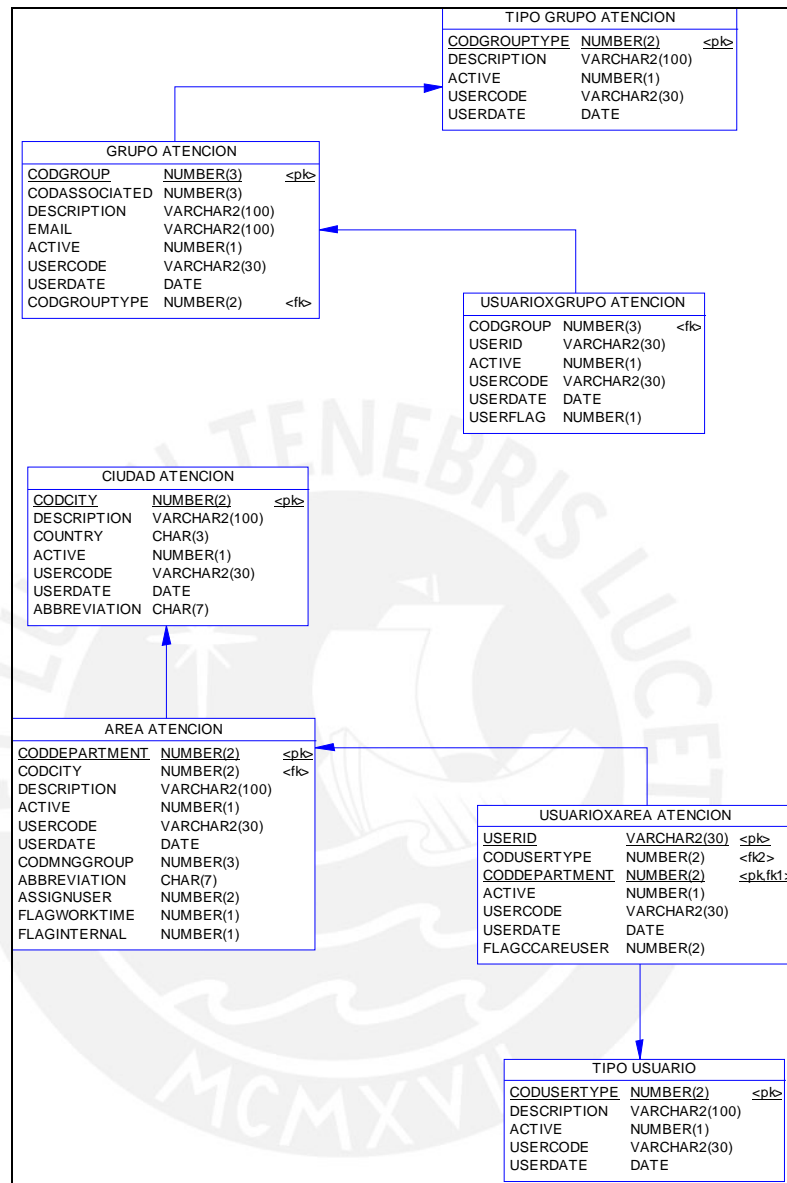 TIPO GRUPO ATENCION
CODGROUPTYPE NUMBER(2) <pk>
DESCRIPTION VARCHAR2(100)
ACTIVE NUMBER(1)
USERCODE VARCHAR2(30)
USERDATE DATE
GRUPO ATENCION
CODGROUP NUMBER(3) <pk>
CODASSOCIATED NUMBER(3)
DESCRIPTION VARCHAR2(100)
EMAIL VARCHAR2(100)
ACTIVE NUMBER(1)
USERCODE VARCHAR2(30)
USERDATE DATE
CODGROUPTYPE NUMBER(2) <fk>
USUARIOXGRUPO ATENCION
CODGROUP NUMBER(3) <fk>
USERID VARCHAR2(30)
ACTIVE NUMBER(1)
USERCODE VARCHAR2(30)
USERDATE DATE
USERFLAG NUMBER(1)
CIUDAD ATENCION
CODCITY NUMBER(2) <pk>
DESCRIPTION VARCHAR2(100)
COUNTRY CHAR(3)
ACTIVE NUMBER(1)
USERCODE VARCHAR2(30)
USERDATE DATE
ABBREVIATION CHAR(7)
AREA ATENCION
CODDEPARTMENT NUMBER(2) <pk>
CODCITY NUMBER(2) <fk>
DESCRIPTION VARCHAR2(100)
ACTIVE NUMBER(1)
USERCODE VARCHAR2(30)
USERDATE DATE
CODMNGGROUP NUMBER(3)
ABBREVIATION CHAR(7)
ASSIGNUSER NUMBER(2)
FLAGWORKTIME NUMBER(1)
FLAGINTERNAL NUMBER(1)
USUARIOXAREA ATENCION
USERID VARCHAR2(30) <pk>
CODUSERTYPE NUMBER(2) <fk2>
CODDEPARTMENT NUMBER(2) <pk,fk1>
ACTIVE NUMBER(1)
USERCODE VARCHAR2(30)
USERDATE DATE
FLAGCCAREUSER NUMBER(2)
TIPO USUARIO
CODUSERTYPE NUMBER(2) <pk>
DESCRIPTION VARCHAR2(100)
ACTIVE NUMBER(1)
USERCODE VARCHAR2(30)
USERDATE DATE
TENEBRIS LUCET
MCMXVII